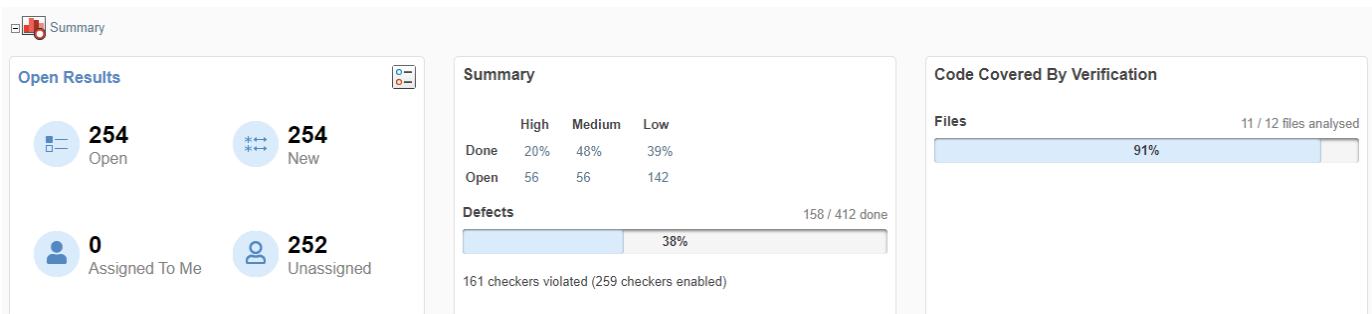 Summary
Open Results
254
Open
254
New
0
Assigned To Me
252
Unassigned
Summary
High Medium Low
Done 20% 48% 39%
Open 56 56 142
Defects 158 / 412 done
38%
161 checkers violated (259 checkers enabled)
Code Covered By Verification
Files 11 / 12 files analysed
91%